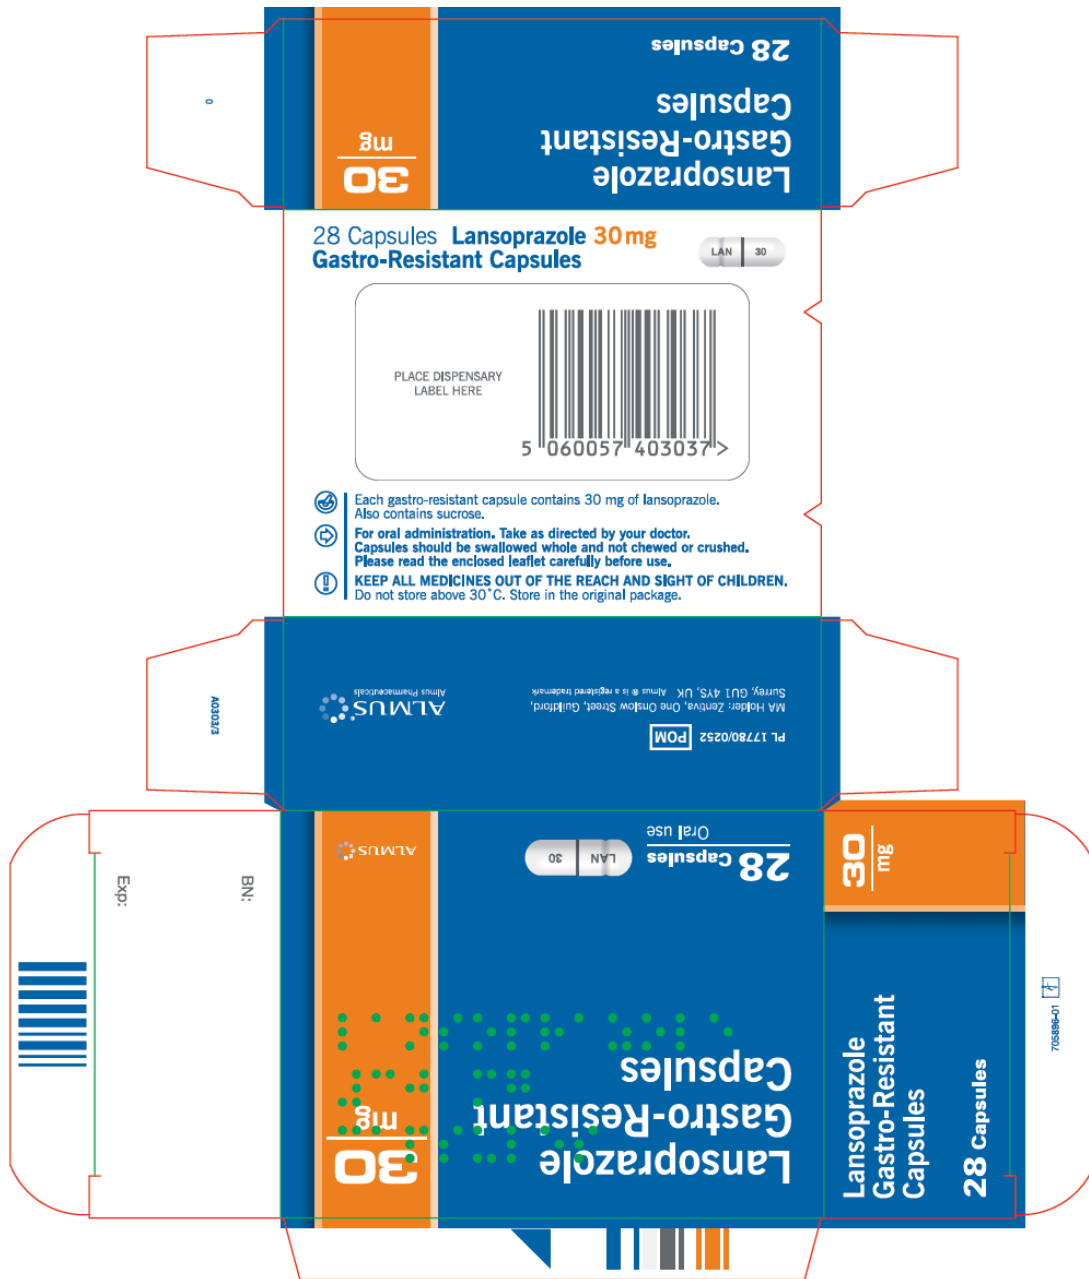 28 Capsules
Lansoprazole
Gastro-Resistant
Capsules
30
mg
0
28 Capsules Lansoprazole 30 mg
Gastro-Resistant Capsules
LAN 30
PLACE DISPENSARY
LABEL HERE
5 060057 403037 >
Each gastro-resistant capsule contains 30 mg of lansoprazole.
Also contains sucrose.
For oral administration. Take as directed by your doctor.
Capsules should be swallowed whole and not chewed or crushed.
Please read the enclosed leaflet carefully before use.
KEEP ALL MEDICINES OUT OF THE REACH AND SIGHT OF CHILDREN.
Do not store above 30˚C. Store in the original package.
A0303/3
PL 17780/0252 POM
MA Holder: Zentiva, One Onslow Street, Guildford,
Surrey, GU1 4YS, UK Almus ® is a registered trademark
ALMUS
Almus Pharmaceuticals
BN:
Exp:
Lansoprazole
Gastro-Resistant
Capsules
30
mg
28 Capsules
Oral use
LAN 30
ALMUS
30
mg
Lansoprazole
Gastro-Resistant
Capsules
28 Capsules
705896-01